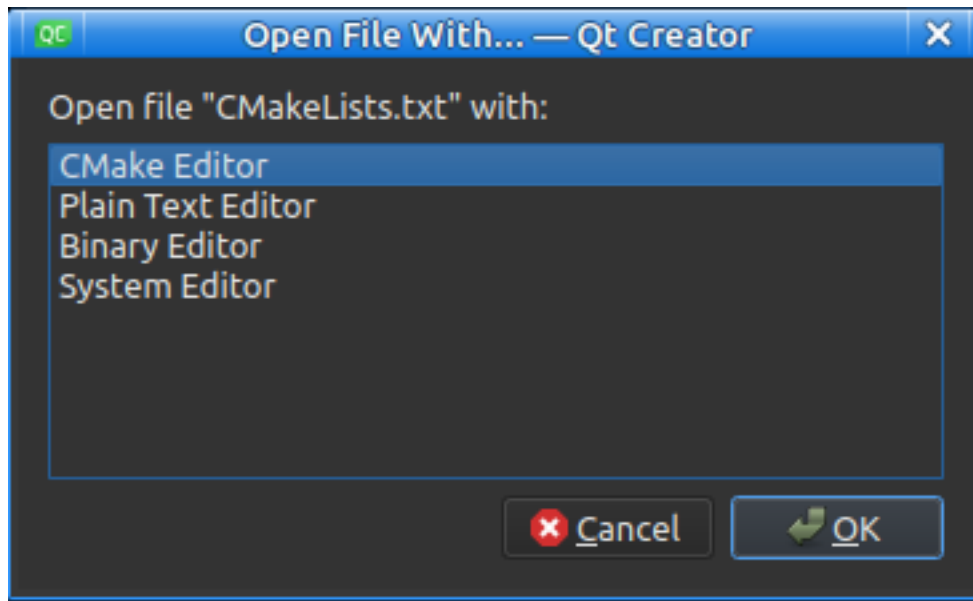 QC Open File With... — Qt Creator
Open file "CMakeLists.txt" with:
CMake Editor
Plain Text Editor
Binary Editor
System Editor
Cancel OK